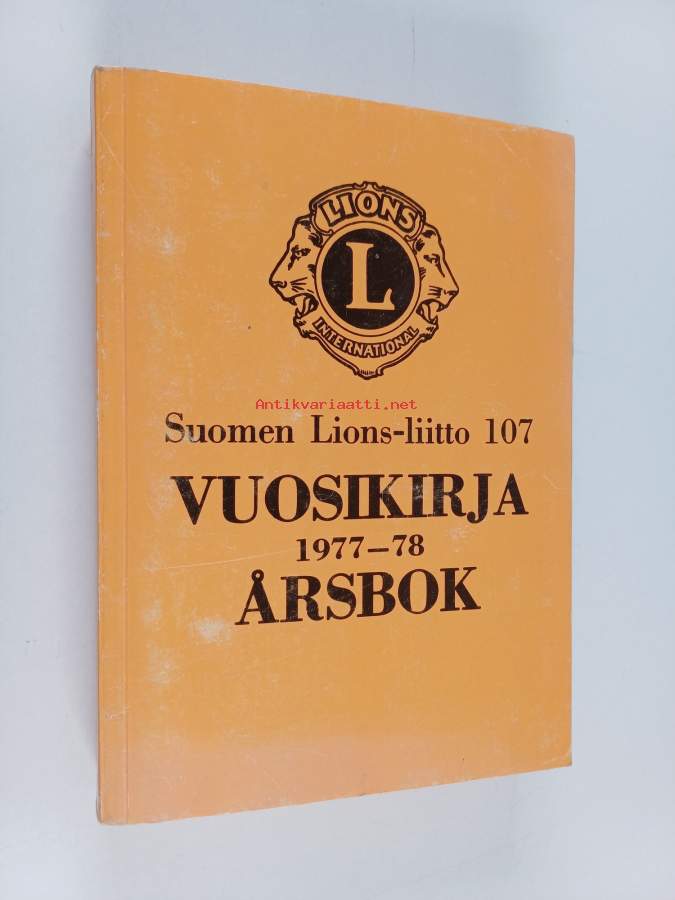 LIONS
L
INTERNATIONAL
Antikvariaatti.net
Suomen Lions-liitto 107
VUOSIKIRJA
1977–78
ÅRSBOK